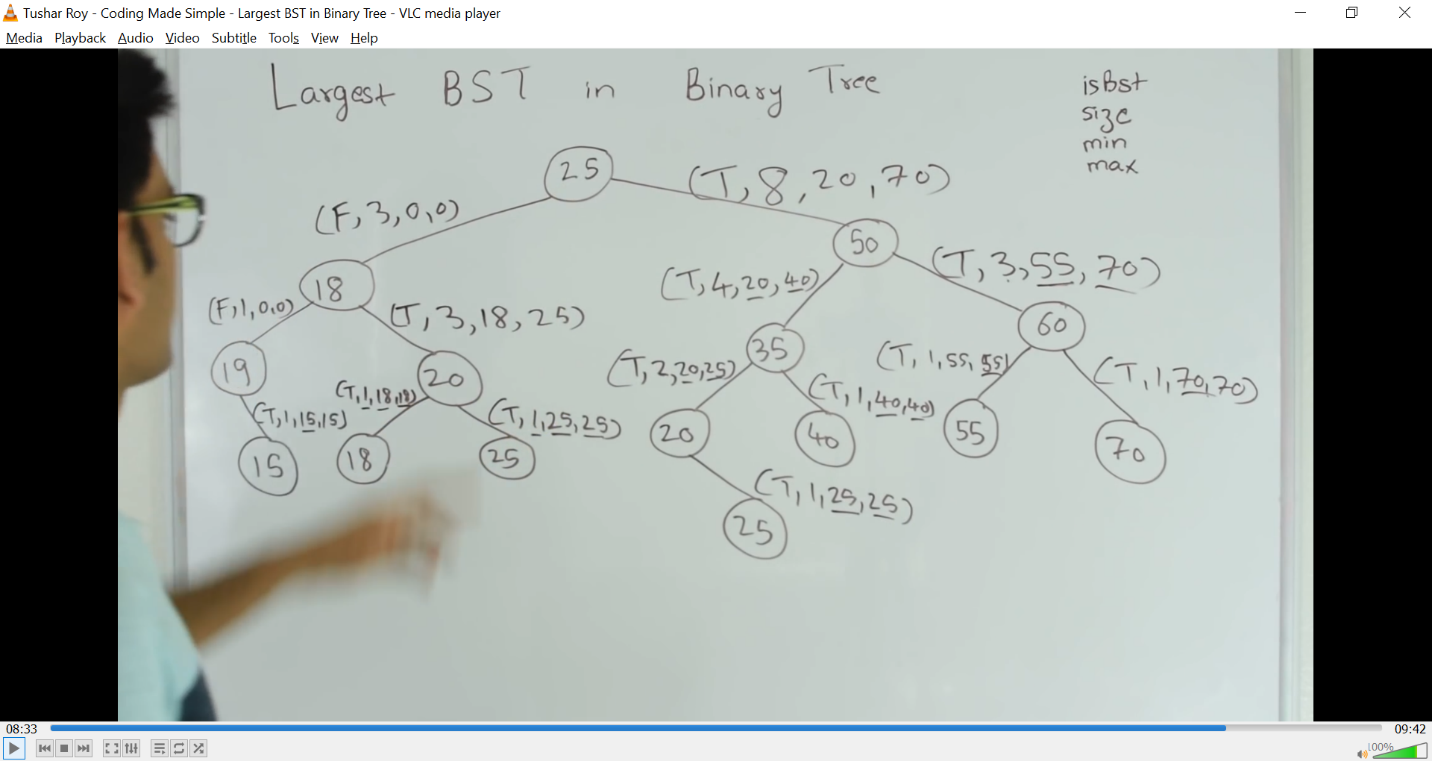 Tushar Roy - Coding Made Simple - Largest BST in Binary Tree - VLC media player
Media Playback Audio Video Subtitle Tools View Help
Largest BST in Binary Tree
isBst
size
min
max
25
(F,3,0,0)
(T,8,20,70)
18
50
(F,1,0,0)
(T,3,18,25)
(T,4,20,40)
(T,3,55,70)
19
20
35
60
(T,1,15,15)
(T,1,18,18)
(T,1,25,25)
(T,2,20,25)
(T,1,40,40)
(T,1,55,55)
(T,1,70,70)
15
18
25
20
40
55
70
(T,1,25,25)
25
08:33
09:42
100%